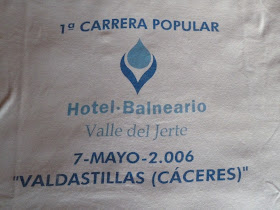 1ª CARRERA POPULAR
Hotel·Balneario
Valle del Jerte
7-MAYO-2.006
"VALDASTILLAS (CÁCERES)"